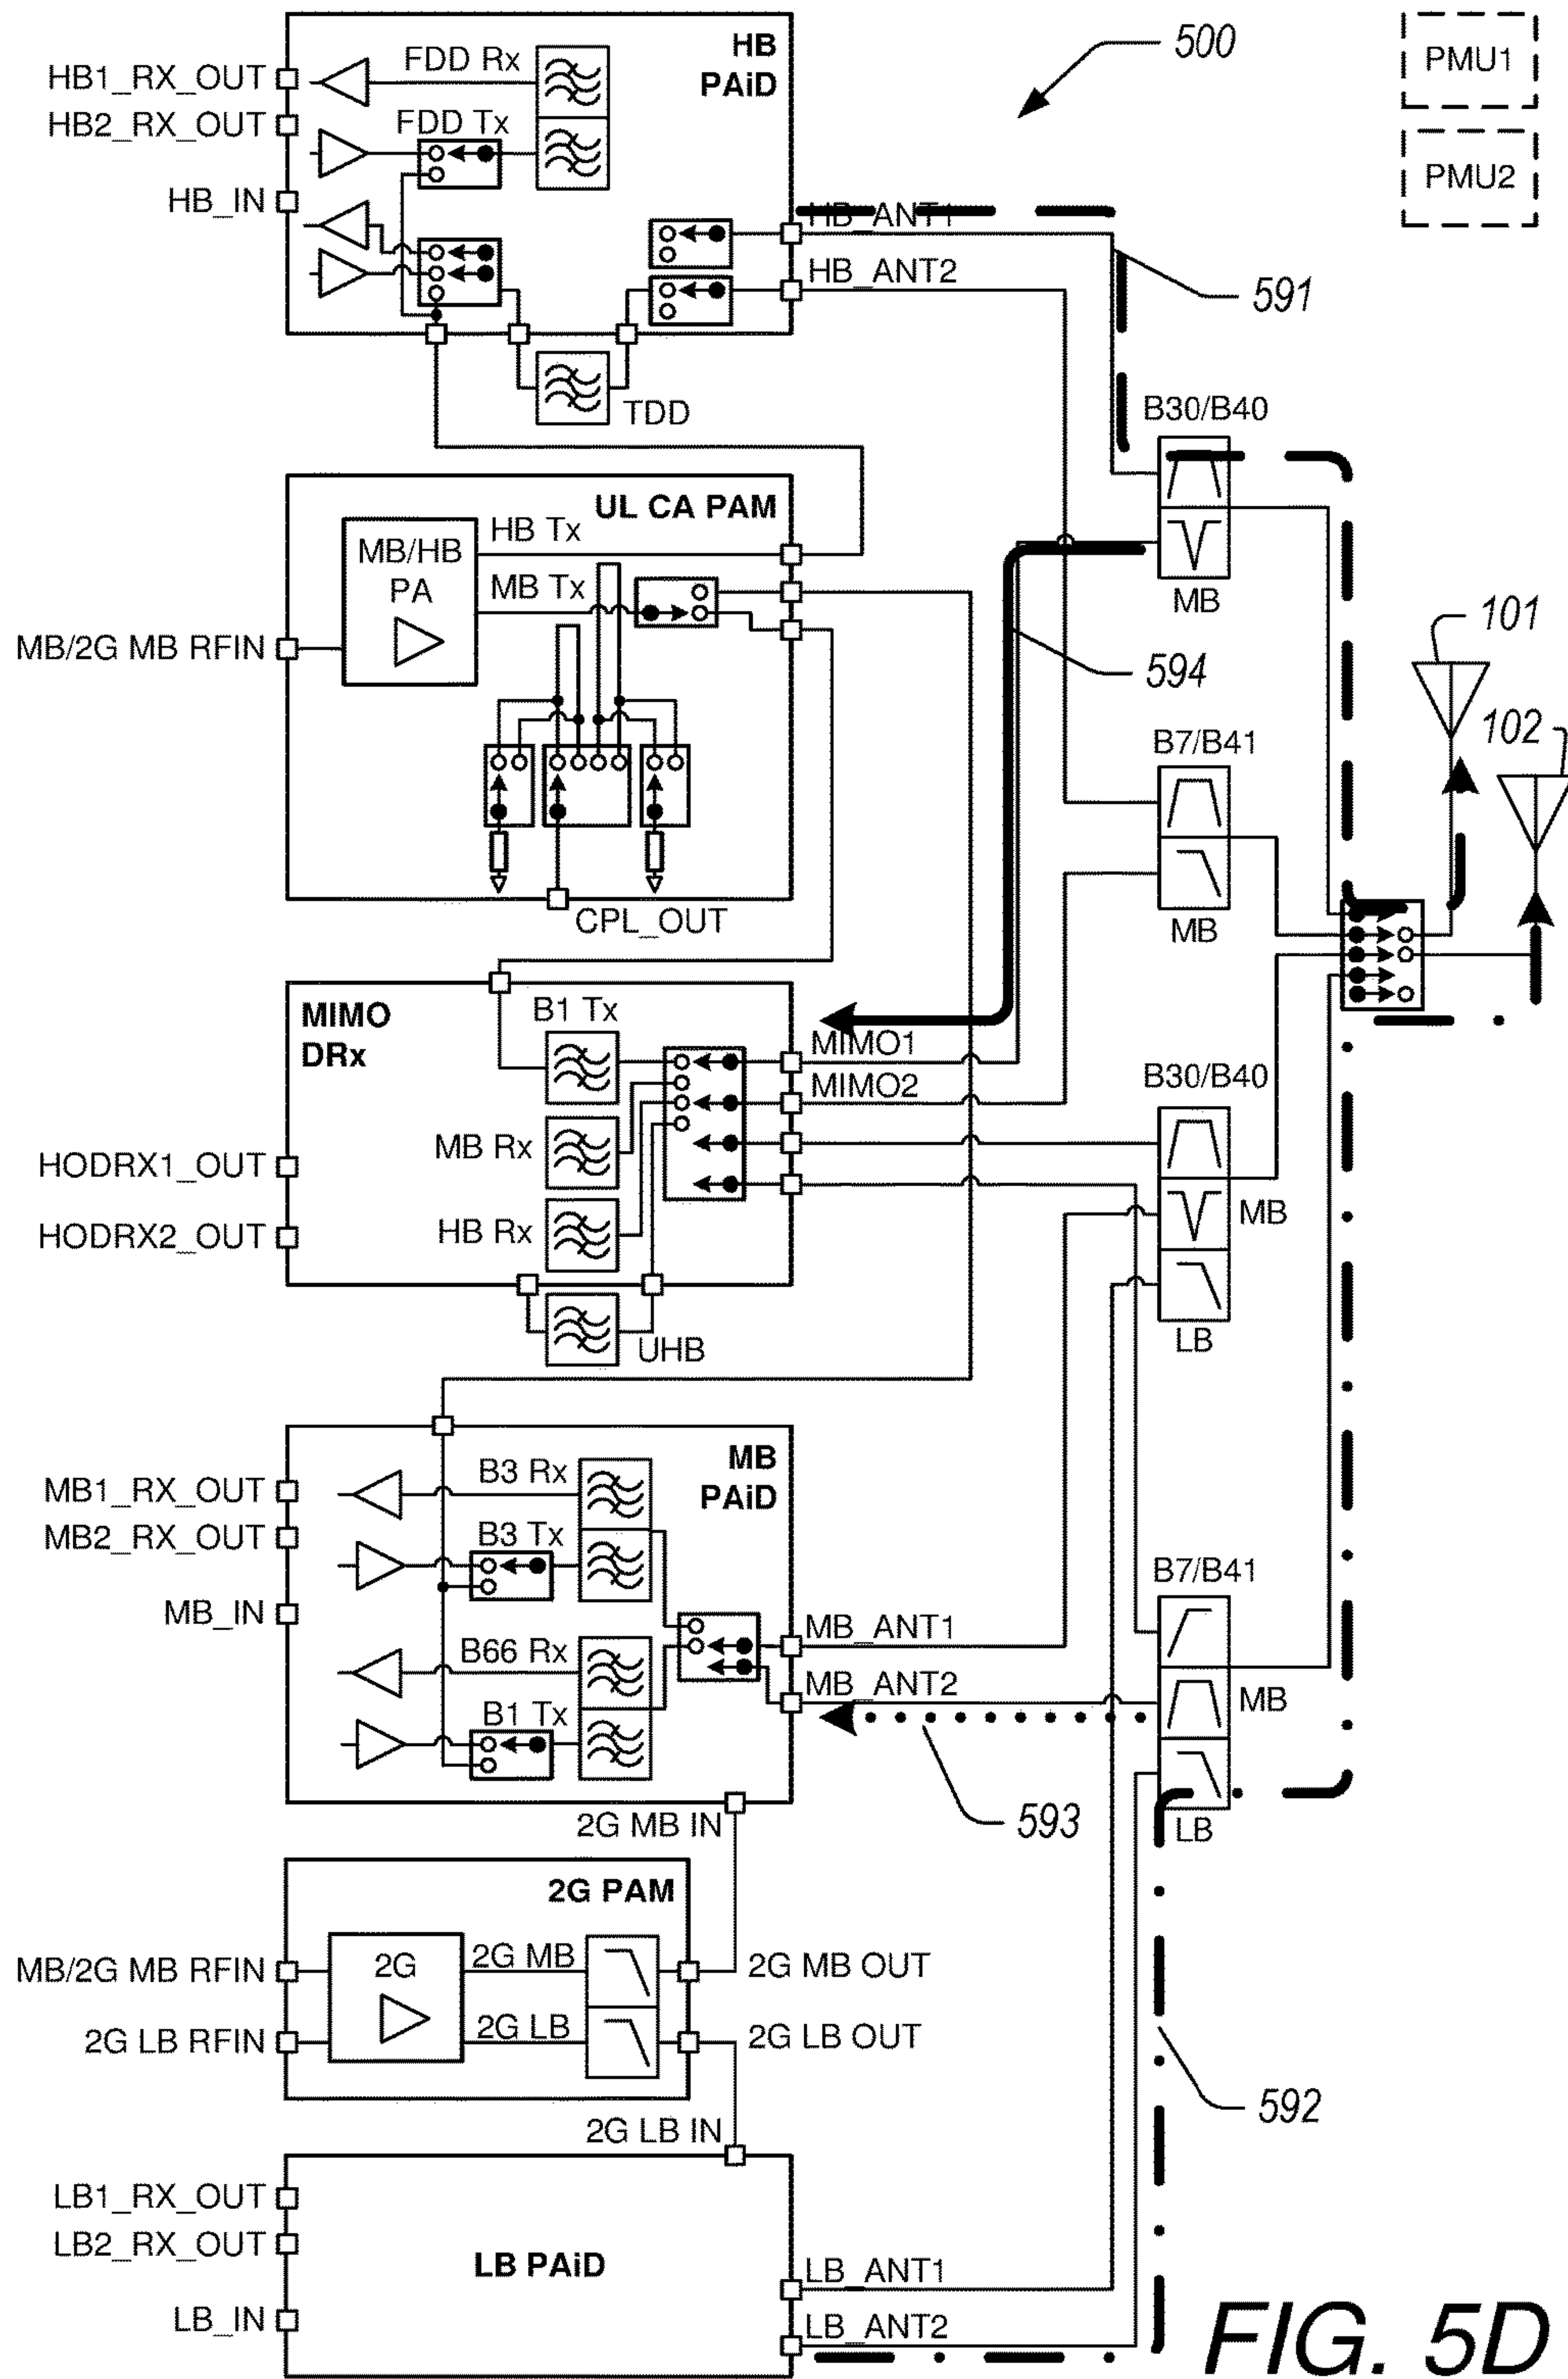 HB
PAiD
500
PMU1
PMU2
HB1_RX_OUT
FDD Rx
HB2_RX_OUT
FDD Tx
HB_IN
HB_ANT1
HB_ANT2
591
TDD
B30/B40
UL CA PAM
HB Tx
MB/HB
PA
MB Tx
MB
MB/2G MB RFIN
594
101
B7/B41
102
CPL_OUT
MB
MIMO
DRx
B1 Tx
MIMO1
MIMO2
B30/B40
MB Rx
HODRX1_OUT
HB Rx
MB
HODRX2_OUT
LB
UHB
MB
PAiD
MB1_RX_OUT
B3 Rx
MB2_RX_OUT
B3 Tx
B7/B41
MB_IN
MB_ANT1
B66 Rx
MB_ANT2
MB
B1 Tx
593
2G MB IN
LB
2G PAM
MB/2G MB RFIN
2G
2G MB
2G MB OUT
2G LB RFIN
2G LB
2G LB OUT
592
2G LB IN
LB1_RX_OUT
LB2_RX_OUT
LB PAiD
LB_ANT1
LB_IN
LB_ANT2
FIG. 5D